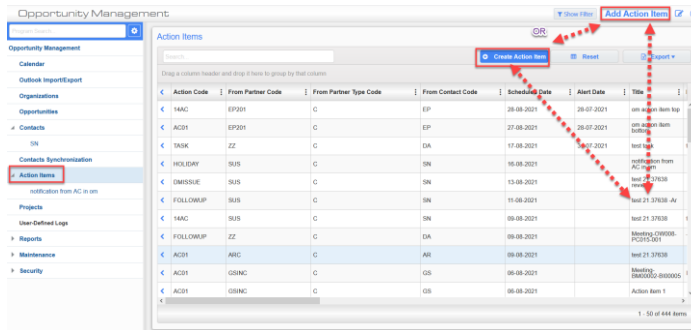 Opportunity Management
Show Filter
Add Action Item
Program Search...
Action Items
OR
Opportunity Management
Search...
Create Action Item
Reset
Export
Calendar
Drag a column header and drop it here to group by that column
Outlook Import/Export
Organizations
Opportunities
Contacts
SN
Contacts Synchronization
Action Items
notification from AC in om
Projects
User-Defined Logs
Reports
Maintenance
Security
Action Code From Partner Code From Partner Type Code From Contact Code Scheduled Date Alert Date Title
14AC EP201 C EP 28-08-2021 28-07-2021 om action item top
AC01 EP201 C EP 27-08-2021 28-07-2021 om action item bottom
TASK ZZ C DA 17-08-2021 28-07-2021 test task
HOLIDAY SUS C SN 16-08-2021 notification from AC in om
DMISSUE SUS C SN 13-08-2021 test 21.37638
FOLLOWUP SUS C SN 11-08-2021 test 21.37638 -Ar
14AC SUS C SN 09-08-2021 test 21.37638
FOLLOWUP ZZ C DA 09-08-2021 Meeting-OW008-PC015-001
AC01 ARC C AR 09-08-2021 test 21.37638
AC01 GSINC C GS 06-08-2021 Meeting-BM00002-BI00005
AC01 GSINC C GS 06-08-2021 Action item 1
1 - 50 of 444 items